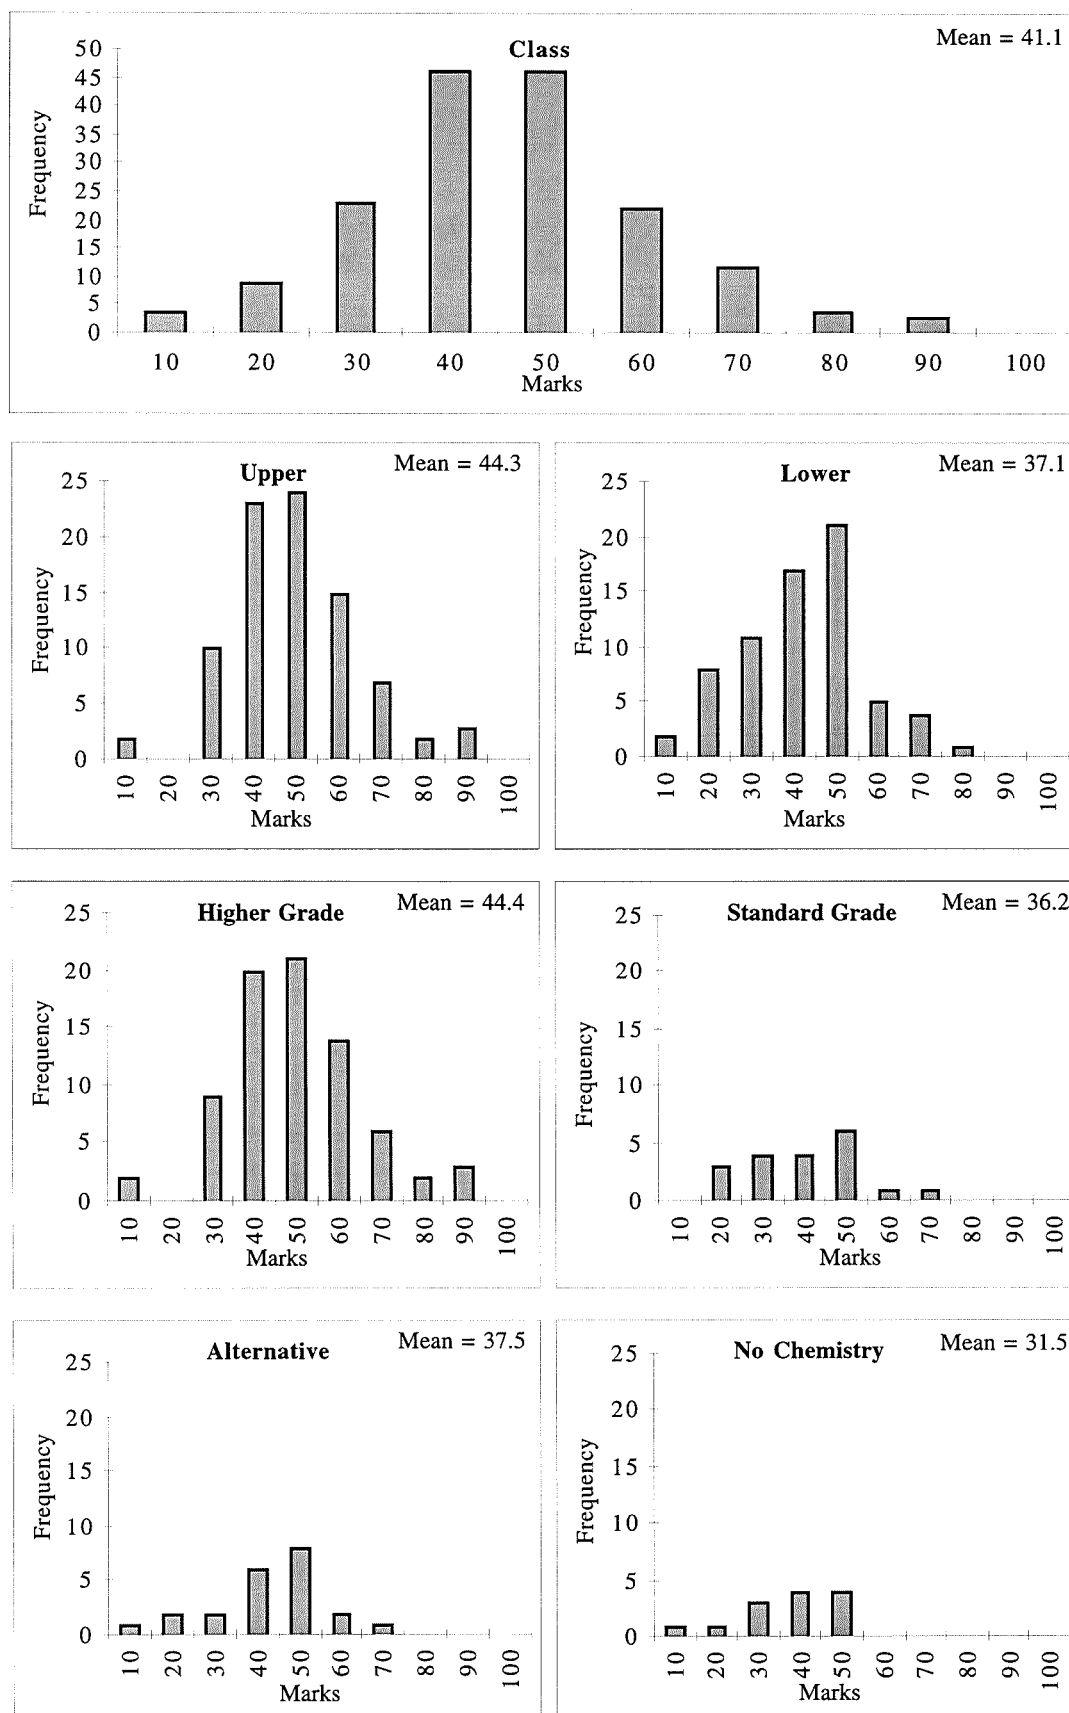 Class
Mean = 41.1
Frequency
50
45
40
35
30
25
20
15
10
5
0
10 20 30 40 50 60 70 80 90 100
Marks
Upper
Mean = 44.3
Frequency
25
20
15
10
5
0
10 20 30 40 50 60 70 80 90 100
Marks
Lower
Mean = 37.1
Frequency
25
20
15
10
5
0
10 20 30 40 50 60 70 80 90 100
Marks
Higher Grade
Mean = 44.4
Frequency
25
20
15
10
5
0
10 20 30 40 50 60 70 80 90 100
Marks
Standard Grade
Mean = 36.2
Frequency
25
20
15
10
5
0
10 20 30 40 50 60 70 80 90 100
Marks
Alternative
Mean = 37.5
Frequency
25
20
15
10
5
0
10 20 30 40 50 60 70 80 90 100
Marks
No Chemistry
Mean = 31.5
Frequency
25
20
15
10
5
0
10 20 30 40 50 60 70 80 90 100
Marks